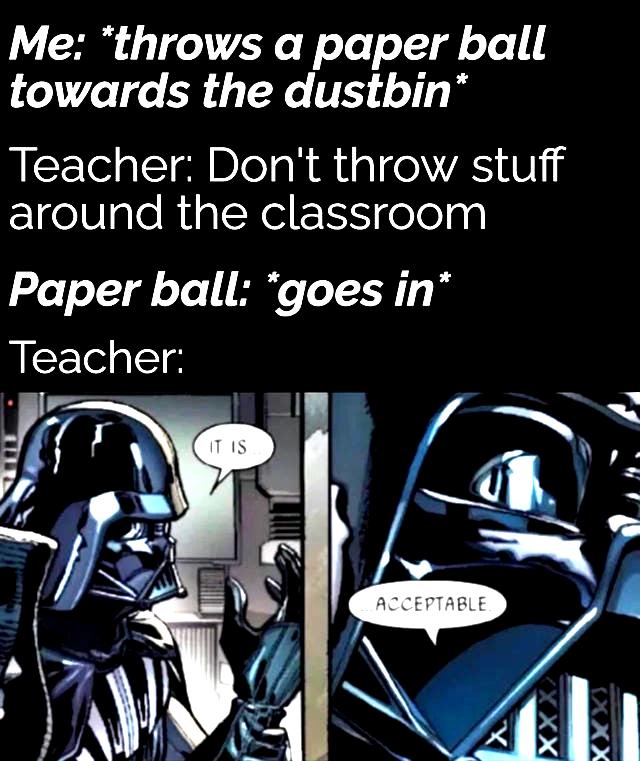 Me: *throws a paper ball
towards the dustbin*
Teacher: Don't throw stuff
around the classroom
Paper ball: *goes in*
Teacher:
IT IS...
...ACCEPTABLE.